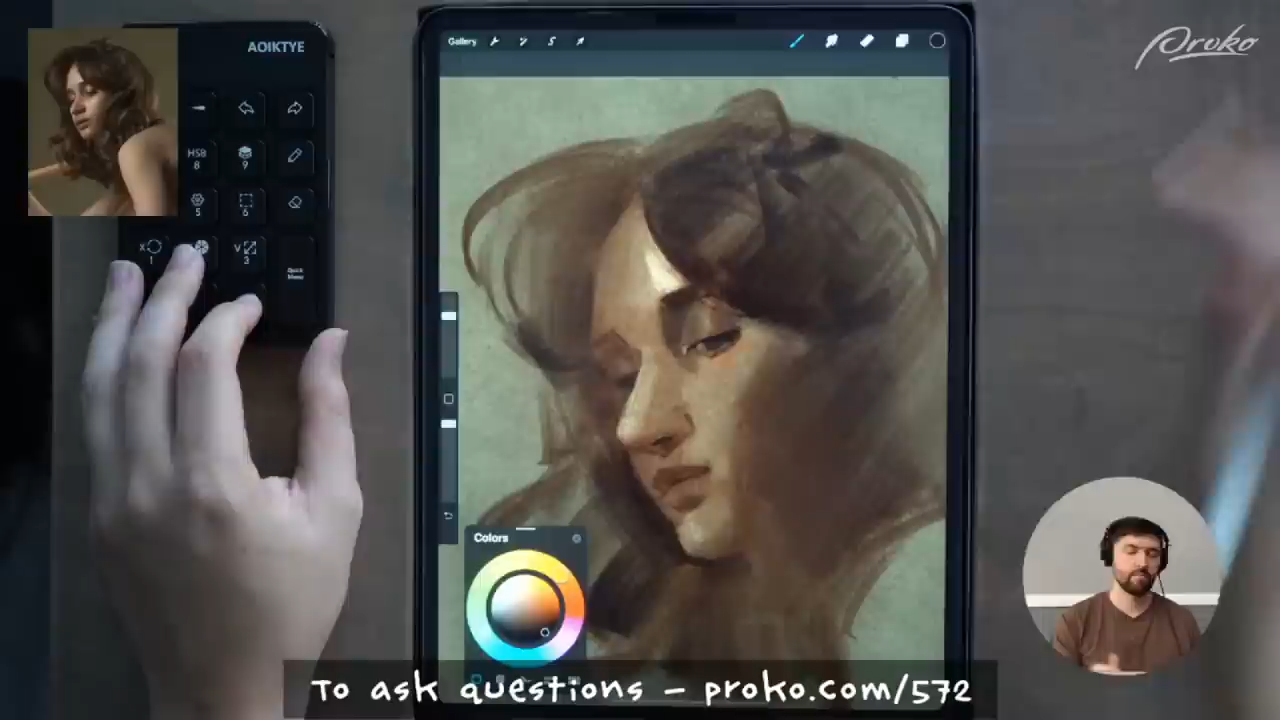 AOIKTYE
Gallery
Proko
HSB
8
9
5
6
X
1
V
3
Quick
Menu
Colors
To ask questions – proko.com/572